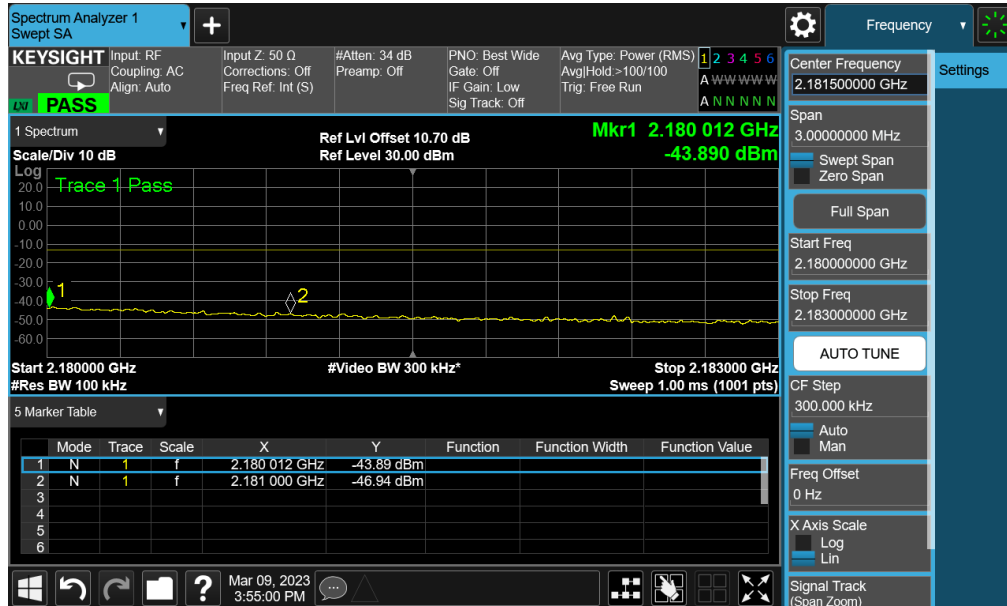 Spectrum Analyzer 1
Swept SA
+
Frequency
KEYSIGHT
LXI PASS
Input: RF
Coupling: AC
Align: Auto
Input Z: 50 Ω
Corrections: Off
Freq Ref: Int (S)
#Atten: 34 dB
Preamp: Off
PNO: Best Wide
Gate: Off
IF Gain: Low
Sig Track: Off
Avg Type: Power (RMS)
Avg|Hold:>100/100
Trig: Free Run
1 2 3 4 5 6
A W W W W W
A N N N N N
1 Spectrum
Scale/Div 10 dB
Ref Lvl Offset 10.70 dB
Ref Level 30.00 dBm
Mkr1 2.180 012 GHz
-43.890 dBm
Log
Trace 1 Pass
20.0
10.0
0.00
-10.0
-20.0
-30.0
-40.0
-50.0
-60.0
1
2
Start 2.180000 GHz
#Res BW 100 kHz
#Video BW 300 kHz*
Stop 2.183000 GHz
Sweep 1.00 ms (1001 pts)
5 Marker Table
Mode Trace Scale X Y Function Function Width Function Value
1 N 1 f 2.180 012 GHz -43.89 dBm
2 N 1 f 2.181 000 GHz -46.94 dBm
3
4
5
6
?
Mar 09, 2023
3:55:00 PM
Center Frequency
2.181500000 GHz
Span
3.00000000 MHz
Swept Span
Zero Span
Full Span
Start Freq
2.180000000 GHz
Stop Freq
2.183000000 GHz
AUTO TUNE
CF Step
300.000 kHz
Auto
Man
Freq Offset
0 Hz
X Axis Scale
Log
Lin
Signal Track
(Span Zoom)
Settings